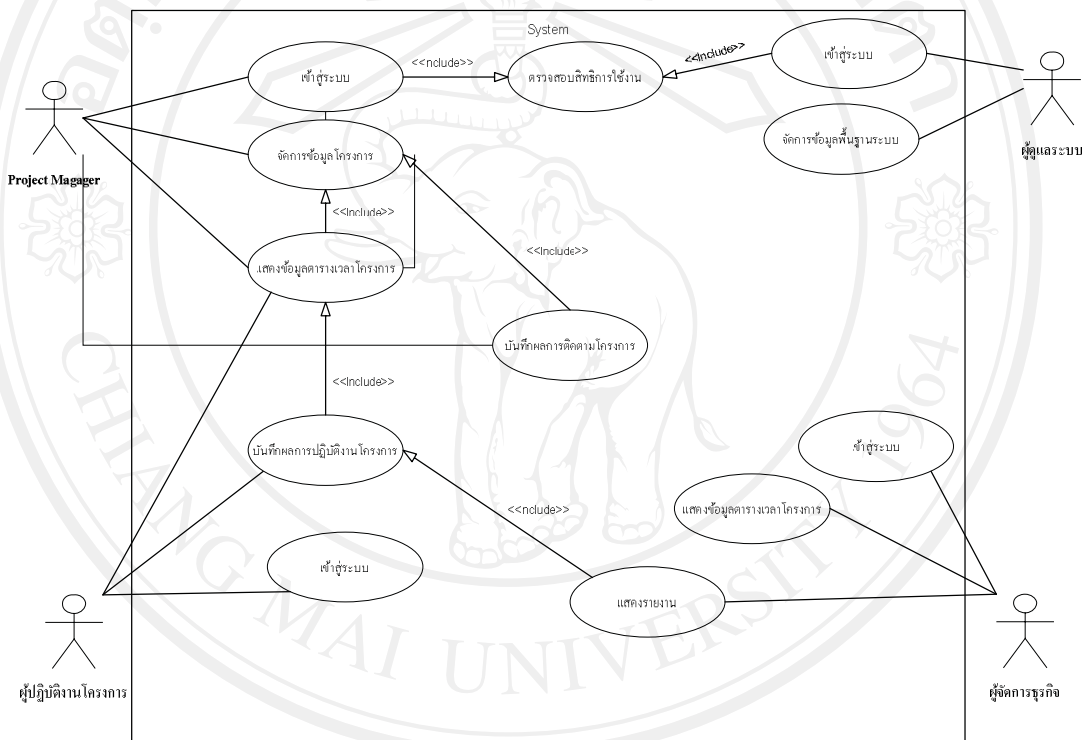 System
เข้าสู่ระบบ
<<nclude>>
ตรวจสอบสิทธิการใช้งาน
<<Include>>
เข้าสู่ระบบ
จัดการข้อมูลโครงการ
จัดการข้อมูลพื้นฐานระบบ
ผู้ดูแลระบบ
Project Magager
<<Include>>
<<Include>>
แสดงข้อมูลตารางเวลาโครงการ
บันทึกผลการติดตามโครงการ
<<Include>>
บันทึกผลการปฏิบัติงานโครงการ
เข้าสู่ระบบ
<<nclude>>
แสดงข้อมูลตารางเวลาโครงการ
เข้าสู่ระบบ
แสดงรายงาน
ผู้ปฏิบัติงานโครงการ
ผู้จัดการธุรกิจ
CHIANG MAI UNIVERSITY 1964